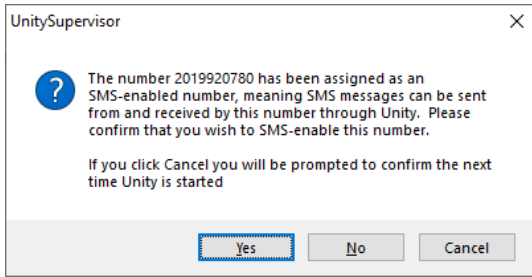 UnitySupervisor
The number 2019920780 has been assigned as an
SMS-enabled number, meaning SMS messages can be sent
from and received by this number through Unity.  Please
confirm that you wish to SMS-enable this number.
If you click Cancel you will be prompted to confirm the next
time Unity is started
Yes
No
Cancel